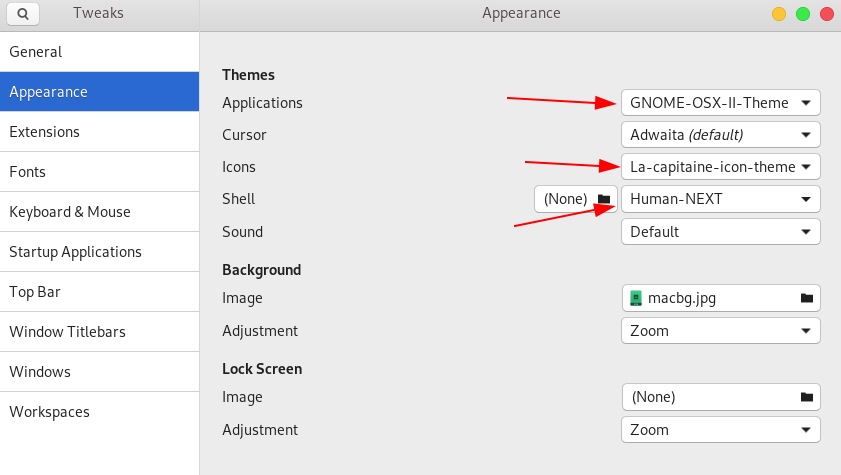 Tweaks
Appearance
General
Appearance
Extensions
Fonts
Keyboard & Mouse
Startup Applications
Top Bar
Window Titlebars
Windows
Workspaces
Themes
Applications GNOME-OSX-II-Theme
Cursor Adwaita (default)
Icons La-capitaine-icon-theme
Shell (None) Human-NEXT
Sound Default
Background
Image macbg.jpg
Adjustment Zoom
Lock Screen
Image (None)
Adjustment Zoom